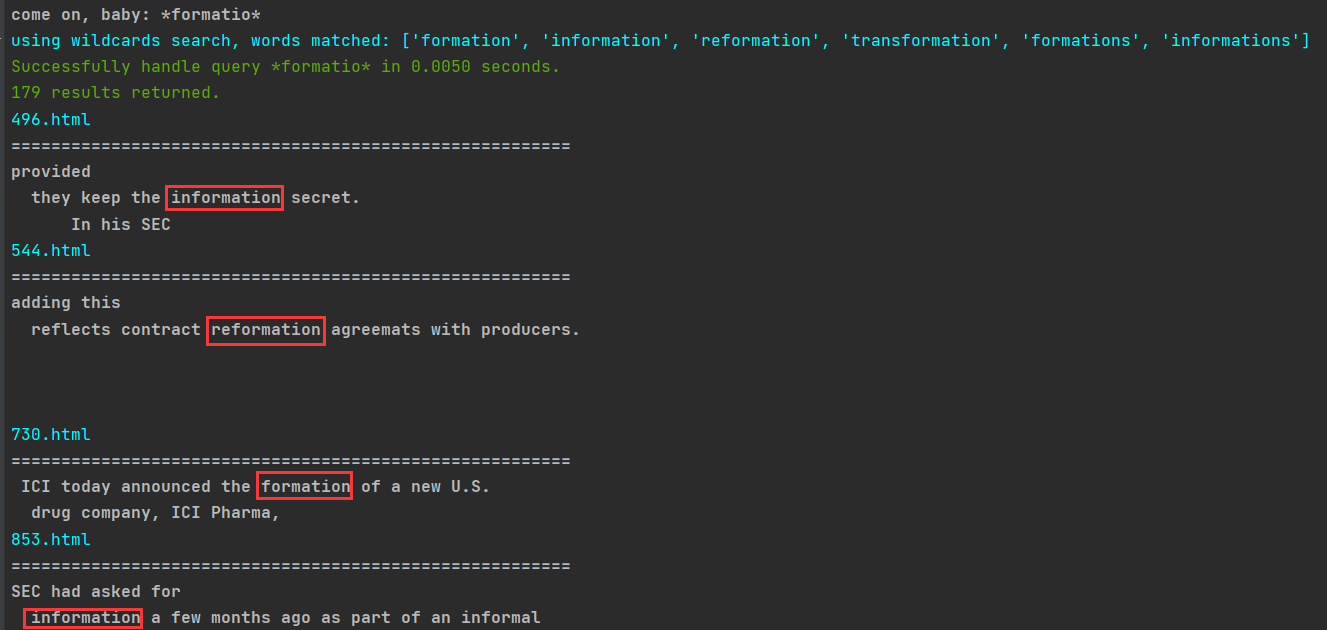 come on, baby: *formatio*
using wildcards search, words matched: ['formation', 'information', 'reformation', 'transformation', 'formations', 'informations']
Successfully handle query *formatio* in 0.0050 seconds.
179 results returned.
496.html
========================================================
provided
  they keep the information secret.
      In his SEC
544.html
========================================================
adding this
  reflects contract reformation agreemats with producers.
730.html
========================================================
 ICI today announced the formation of a new U.S.
  drug company, ICI Pharma,
853.html
========================================================
SEC had asked for
  information a few months ago as part of an informal